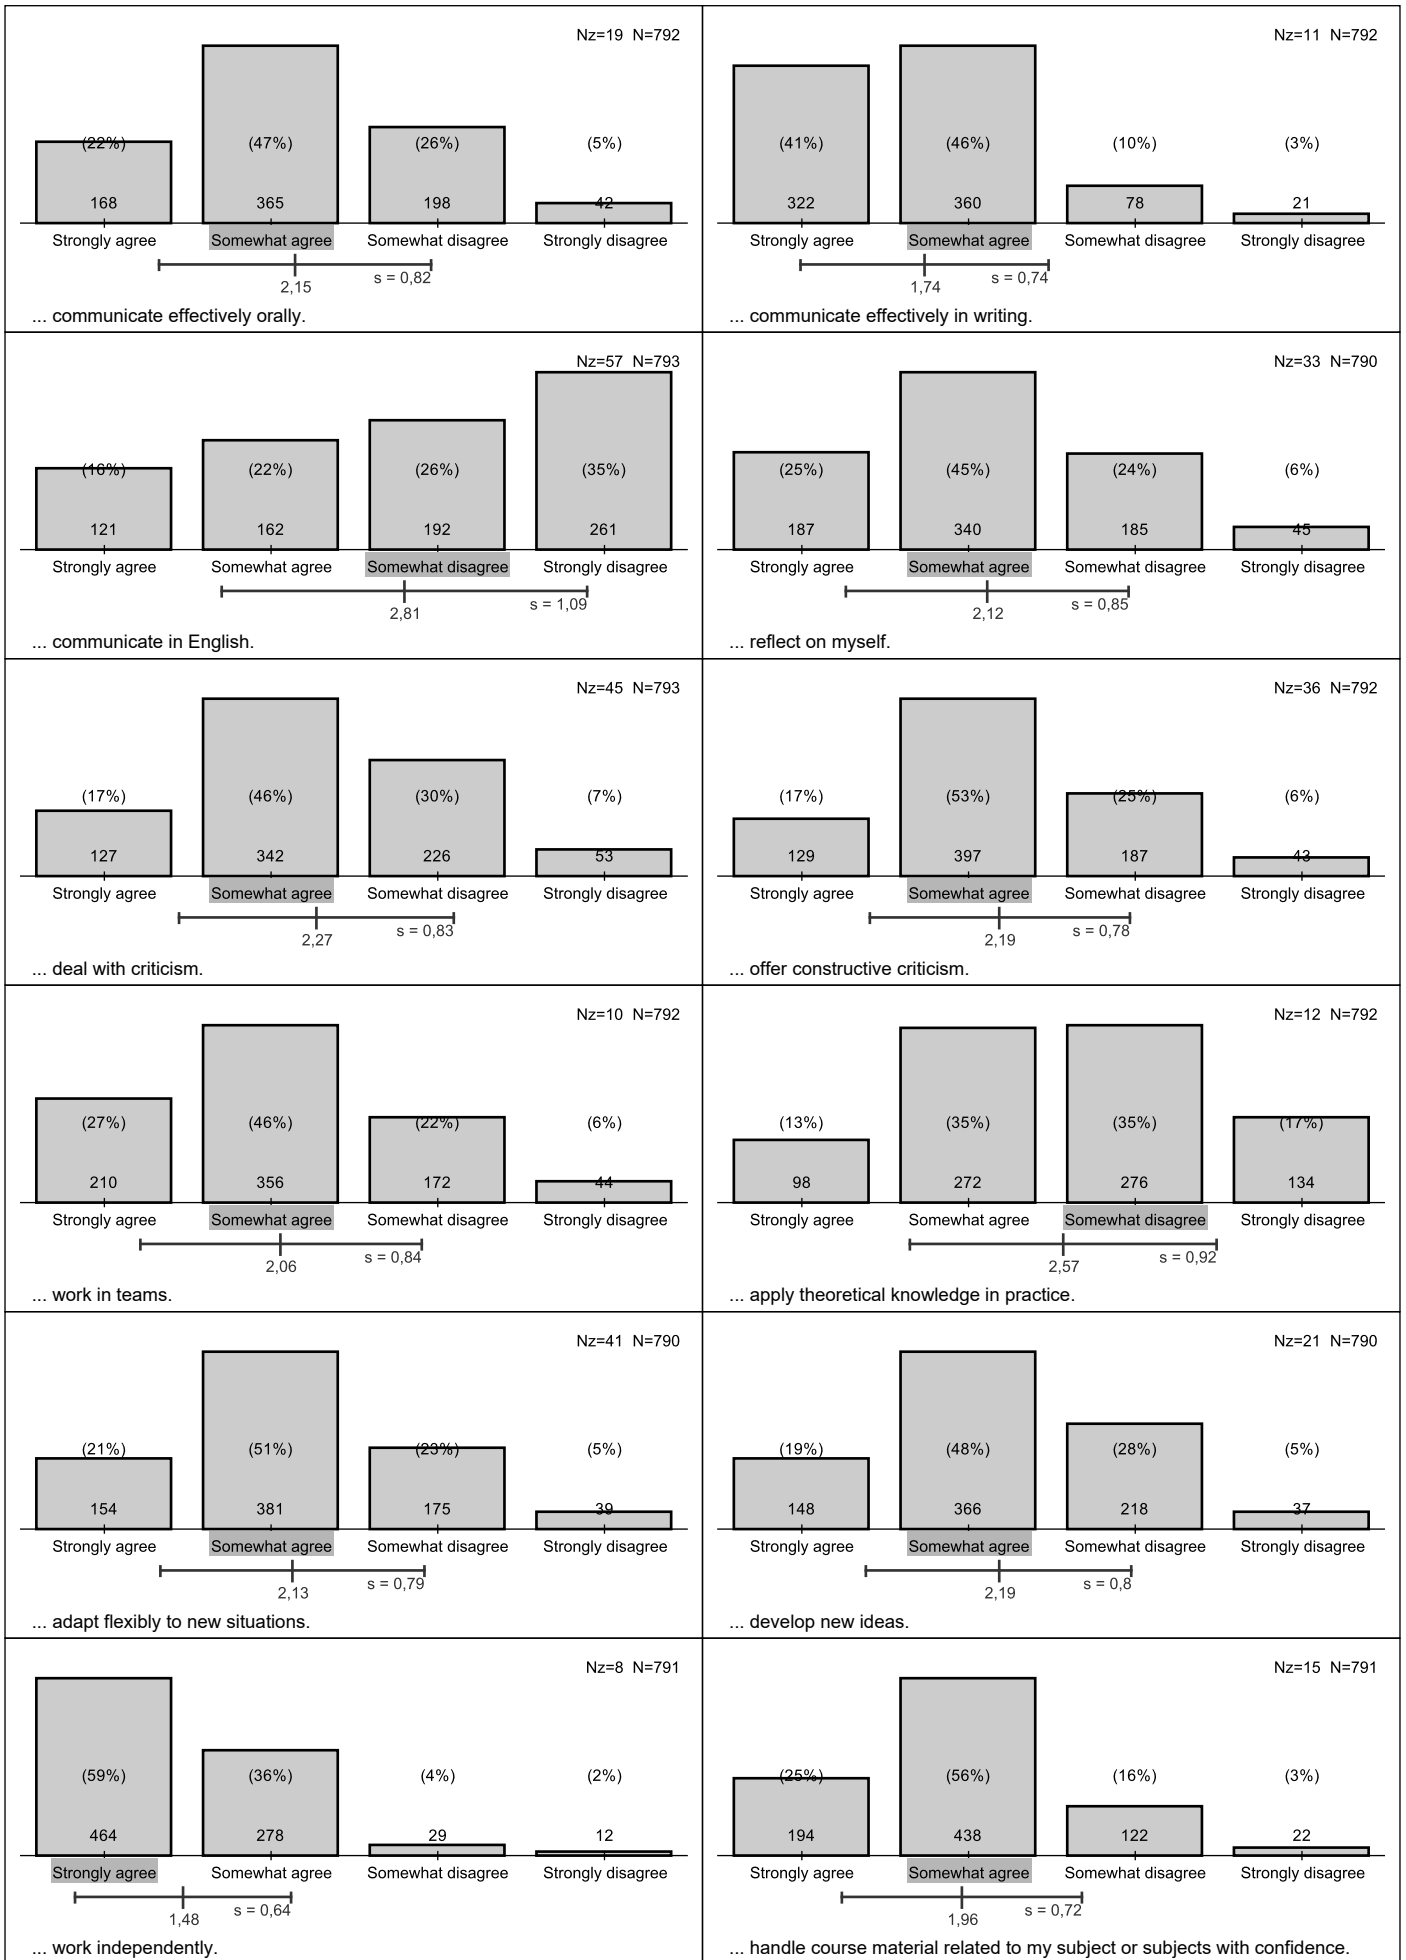 Nz=19 N=792
(22%) (47%) (26%) (5%)
168 365 198 42
Strongly agree Somewhat agree Somewhat disagree Strongly disagree
s = 0,82
2,15
... communicate effectively orally.
Nz=11 N=792
(41%) (46%) (10%) (3%)
322 360 78 21
Strongly agree Somewhat agree Somewhat disagree Strongly disagree
s = 0,74
1,74
... communicate effectively in writing.
Nz=57 N=793
(16%) (22%) (26%) (35%)
121 162 192 261
Strongly agree Somewhat agree Somewhat disagree Strongly disagree
s = 1,09
2,81
... communicate in English.
Nz=33 N=790
(25%) (45%) (24%) (6%)
187 340 185 45
Strongly agree Somewhat agree Somewhat disagree Strongly disagree
s = 0,85
2,12
... reflect on myself.
Nz=45 N=793
(17%) (46%) (30%) (7%)
127 342 226 53
Strongly agree Somewhat agree Somewhat disagree Strongly disagree
s = 0,83
2,27
... deal with criticism.
Nz=36 N=792
(17%) (53%) (25%) (6%)
129 397 187 43
Strongly agree Somewhat agree Somewhat disagree Strongly disagree
s = 0,78
2,19
... offer constructive criticism.
Nz=10 N=792
(27%) (46%) (22%) (6%)
210 356 172 44
Strongly agree Somewhat agree Somewhat disagree Strongly disagree
s = 0,84
2,06
... work in teams.
Nz=12 N=792
(13%) (35%) (35%) (17%)
98 272 276 134
Strongly agree Somewhat agree Somewhat disagree Strongly disagree
s = 0,92
2,57
... apply theoretical knowledge in practice.
Nz=41 N=790
(21%) (51%) (23%) (5%)
154 381 175 39
Strongly agree Somewhat agree Somewhat disagree Strongly disagree
s = 0,79
2,13
... adapt flexibly to new situations.
Nz=21 N=790
(19%) (48%) (28%) (5%)
148 366 218 37
Strongly agree Somewhat agree Somewhat disagree Strongly disagree
s = 0,8
2,19
... develop new ideas.
Nz=8 N=791
(59%) (36%) (4%) (2%)
464 278 29 12
Strongly agree Somewhat agree Somewhat disagree Strongly disagree
s = 0,64
1,48
... work independently.
Nz=15 N=791
(25%) (56%) (16%) (3%)
194 438 122 22
Strongly agree Somewhat agree Somewhat disagree Strongly disagree
s = 0,72
1,96
... handle course material related to my subject or subjects with confidence.